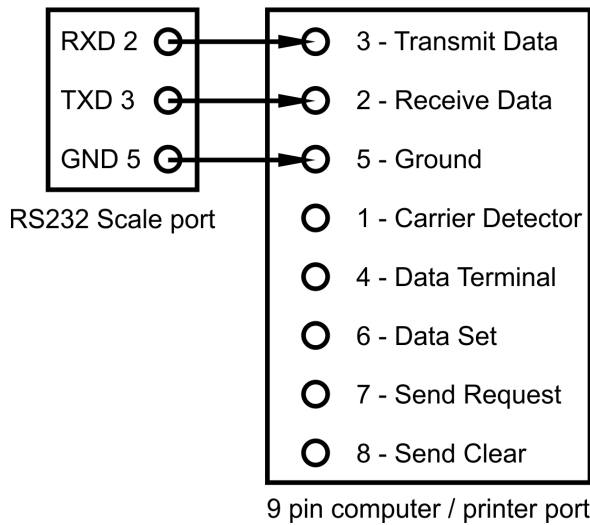 RXD 2
3 - Transmit Data
TXD 3
2 - Receive Data
GND 5
5 - Ground
RS232 Scale port
1 - Carrier Detector
4 - Data Terminal
6 - Data Set
7 - Send Request
8 - Send Clear
9 pin computer / printer port